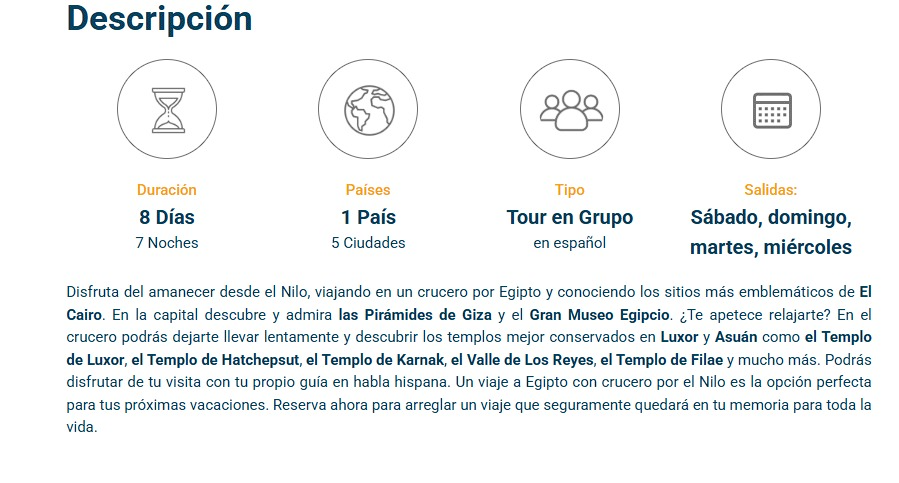 Descripción
Duración
8 Días
7 Noches
Países
1 País
5 Ciudades
Tipo
Tour en Grupo
en español
Salidas:
Sábado, domingo,
martes, miércoles
Disfruta del amanecer desde el Nilo, viajando en un crucero por Egipto y conociendo los sitios más emblemáticos de El
Cairo. En la capital descubre y admira las Pirámides de Giza y el Gran Museo Egipcio. ¿Te apetece relajarte? En el
crucero podrás dejarte llevar lentamente y descubrir los templos mejor conservados en Luxor y Asuán como el Templo
de Luxor, el Templo de Hatchepsut, el Templo de Karnak, el Valle de Los Reyes, el Templo de Filae y mucho más. Podrás
disfrutar de tu visita con tu propio guía en habla hispana. Un viaje a Egipto con crucero por el Nilo es la opción perfecta
para tus próximas vacaciones. Reserva ahora para arreglar un viaje que seguramente quedará en tu memoria para toda la
vida.